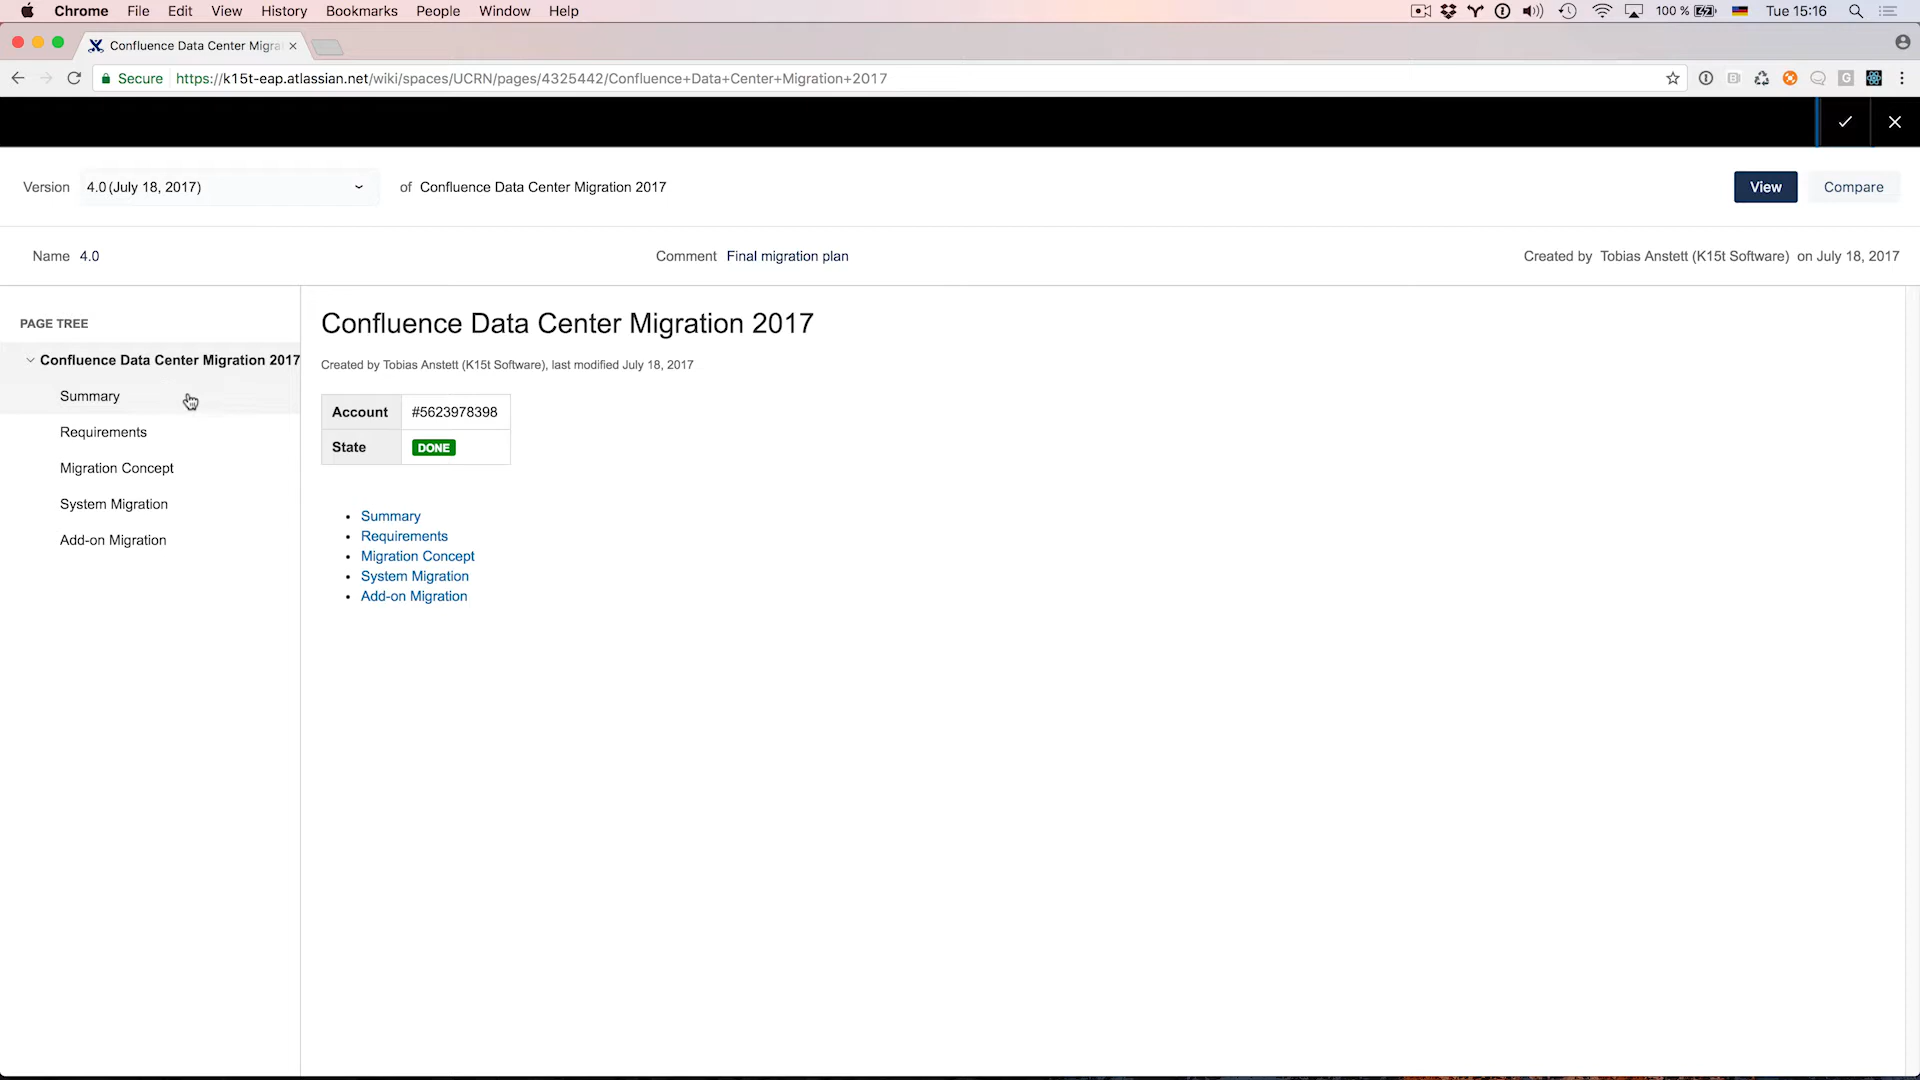 Chrome File Edit View History Bookmarks People Window Help 100 % Tue 15:16
Confluence Data Center Migra
Secure https://k15t-eap.atlassian.net/wiki/spaces/UCRN/pages/4325442/Confluence+Data+Center+Migration+2017
Version 4.0 (July 18, 2017) of Confluence Data Center Migration 2017 View Compare
Name 4.0 Comment Final migration plan Created by Tobias Anstett (K15t Software) on July 18, 2017
PAGE TREE
Confluence Data Center Migration 2017
Summary
Requirements
Migration Concept
System Migration
Add-on Migration
Confluence Data Center Migration 2017
Created by Tobias Anstett (K15t Software), last modified July 18, 2017
Account #5623978398
State DONE
• Summary
• Requirements
• Migration Concept
• System Migration
• Add-on Migration